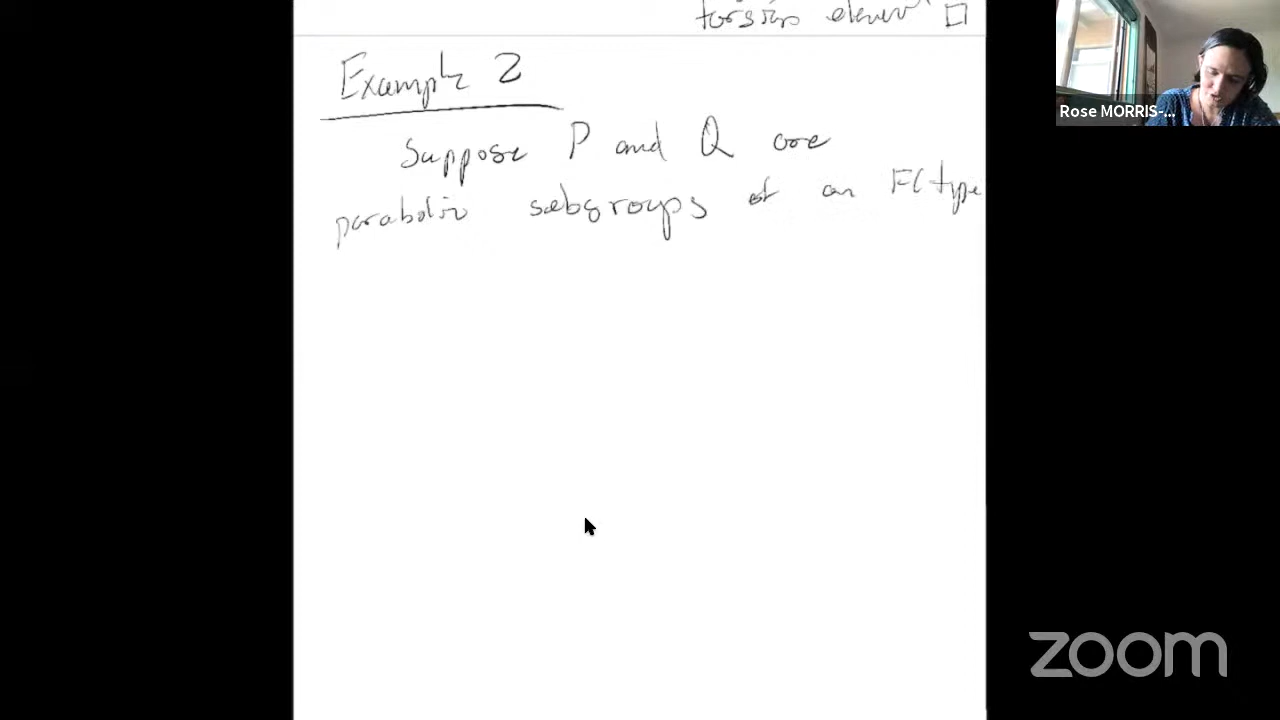 torsion element □
Example 2
Suppose P and Q are
parabolic subgroups of an FC type
Rose MORRIS-...
zoom